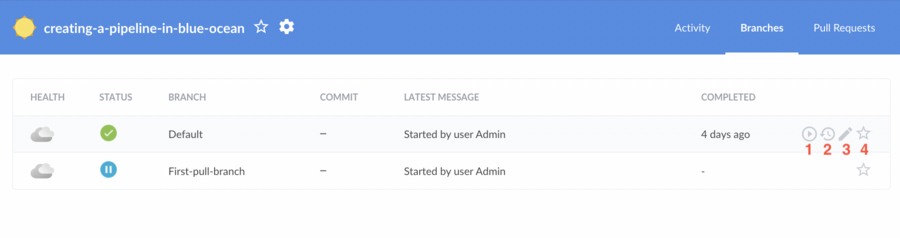 creating-a-pipeline-in-blue-ocean
Activity Branches Pull Requests
HEALTH STATUS BRANCH COMMIT LATEST MESSAGE COMPLETED
Default – Started by user Admin 4 days ago
1 2 3 4
First-pull-branch – Started by user Admin -